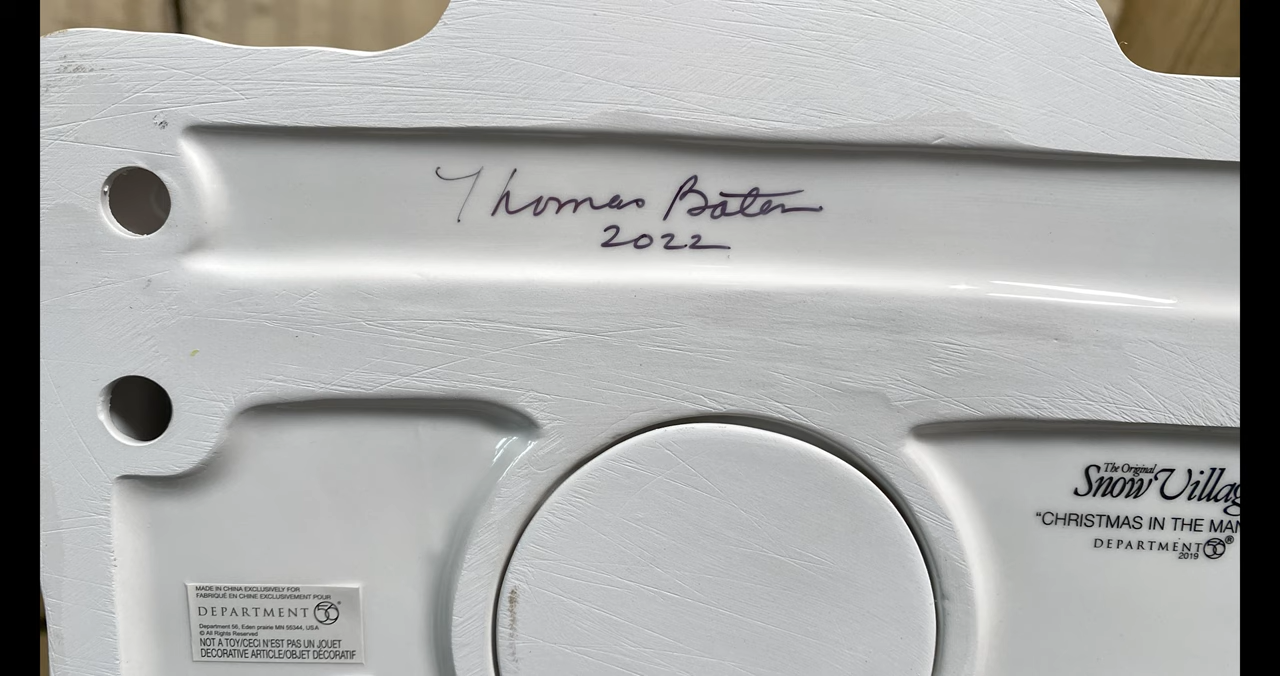 Thomas Bates
2022
The Original
Snow Villag
"CHRISTMAS IN THE MAN
DEPARTMENT 56®
2019
MADE IN CHINA EXCLUSIVELY FOR
FABRIQUÉ EN CHINE EXCLUSIVEMENT POUR
DEPARTMENT 56®
Department 56, Eden prairie MN 55344, USA
© All Rights Reserved
NOT A TOY/CECI N'EST PAS UN JOUET
DECORATIVE ARTICLE/OBJET DÉCORATIF